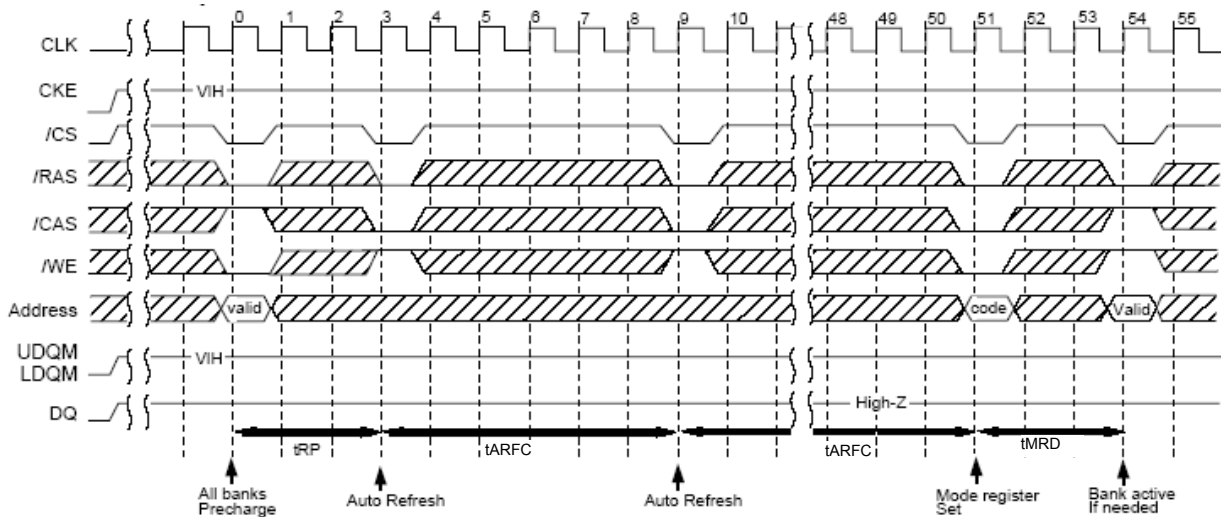 0 1 2 3 4 5 6 7 8 9 10 48 49 50 51 52 53 54 55
CLK
CKE VIH
/CS
/RAS
/CAS
/WE
Address valid code Valid
UDQM VIH
LDQM
DQ High-Z
tRP tARFC tARFC tMRD
All banks
Precharge
Auto Refresh
Auto Refresh
Mode register
Set
Bank active
If needed